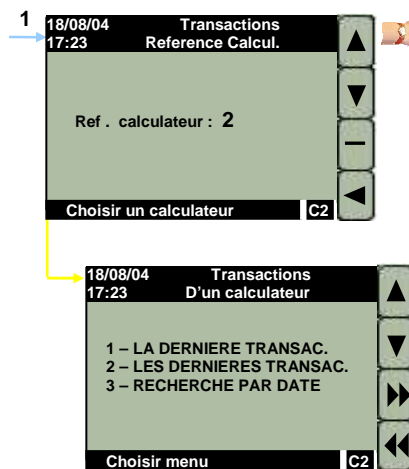 1
18/08/04 Transactions
17:23 Reference Calcul.
Ref . calculateur : 2
Choisir un calculateur C2
18/08/04 Transactions
17:23 D'un calculateur
1 – LA DERNIERE TRANSAC.
2 – LES DERNIERES TRANSAC.
3 – RECHERCHE PAR DATE
Choisir menu C2